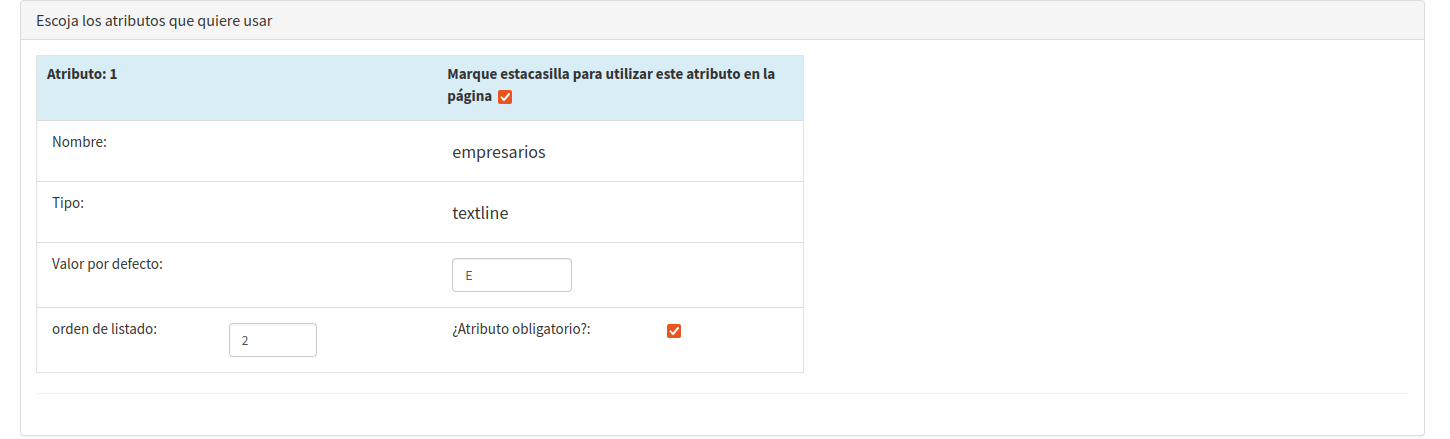 Escoja los atributos que quiere usar
Atributo: 1
Marque estacasilla para utilizar este atributo en la
página
Nombre:
empresarios
Tipo:
textline
Valor por defecto:
E
orden de listado:
2
¿Atributo obligatorio?: